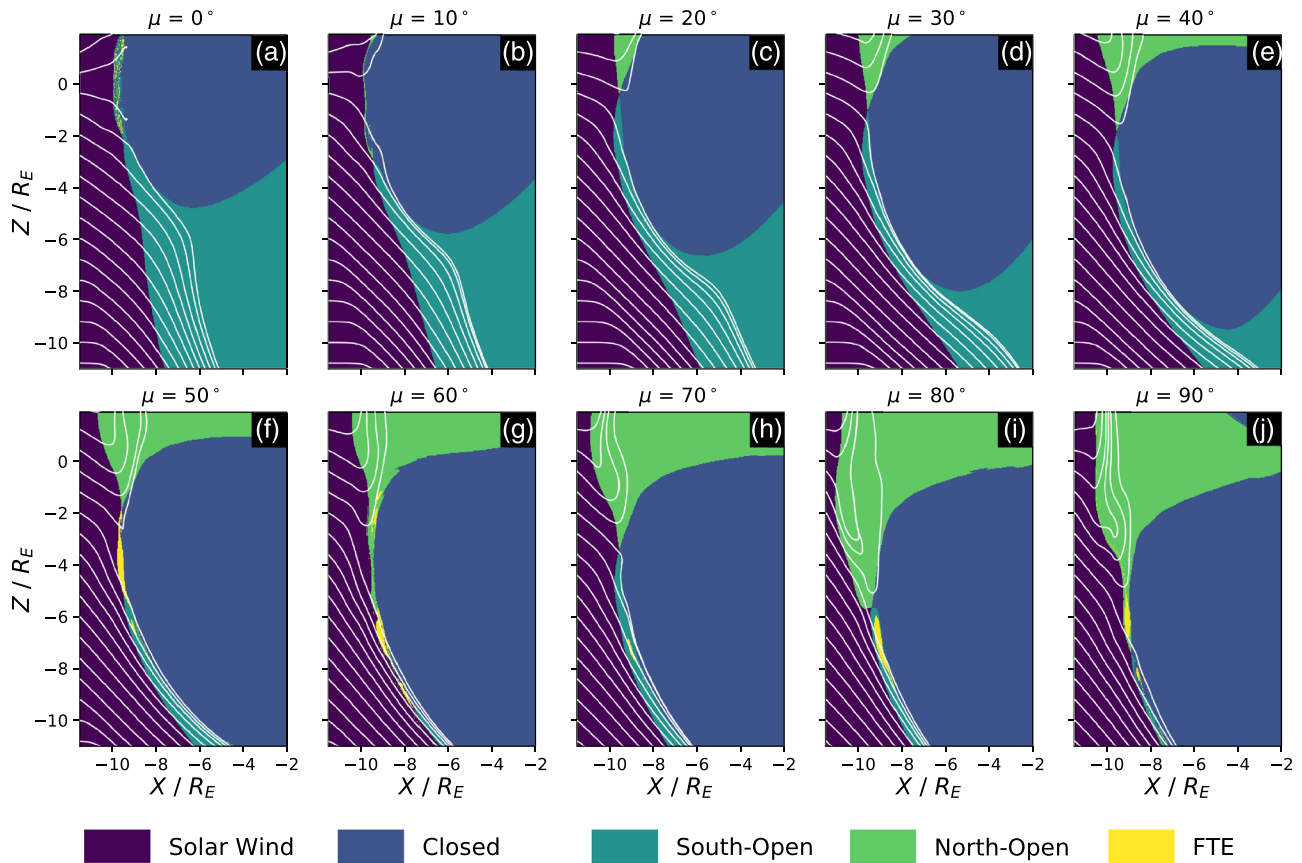 μ = 0° μ = 10° μ = 20° μ = 30° μ = 40°
(a) (b) (c) (d) (e)
0
−2
−4
−6
−8
−10
Z / R_E
μ = 50° μ = 60° μ = 70° μ = 80° μ = 90°
(f) (g) (h) (i) (j)
0
−2
−4
−6
−8
−10
Z / R_E
−10 −8 −6 −4 −2 −10 −8 −6 −4 −2 −10 −8 −6 −4 −2 −10 −8 −6 −4 −2 −10 −8 −6 −4 −2
X / R_E X / R_E X / R_E X / R_E X / R_E
Solar Wind Closed South-Open North-Open FTE